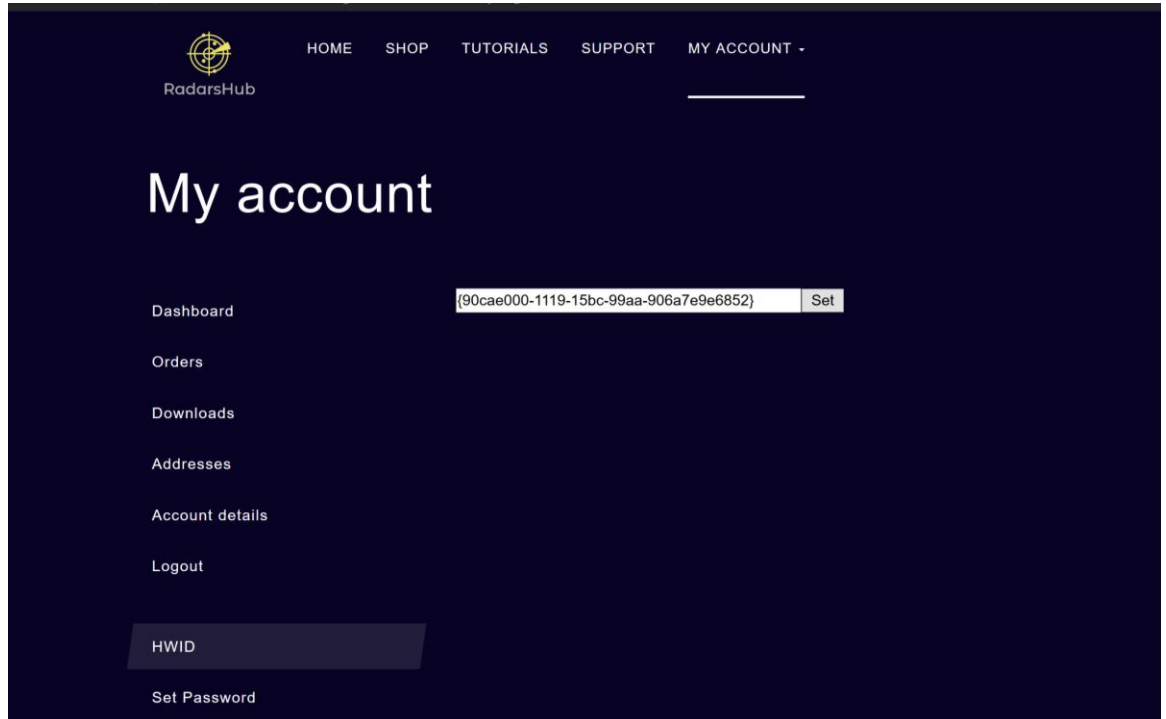 HOME SHOP TUTORIALS SUPPORT MY ACCOUNT
RadarsHub
My account
{90cae000-1119-15bc-99aa-906a7e9e6852} Set
Dashboard
Orders
Downloads
Addresses
Account details
Logout
HWID
Set Password